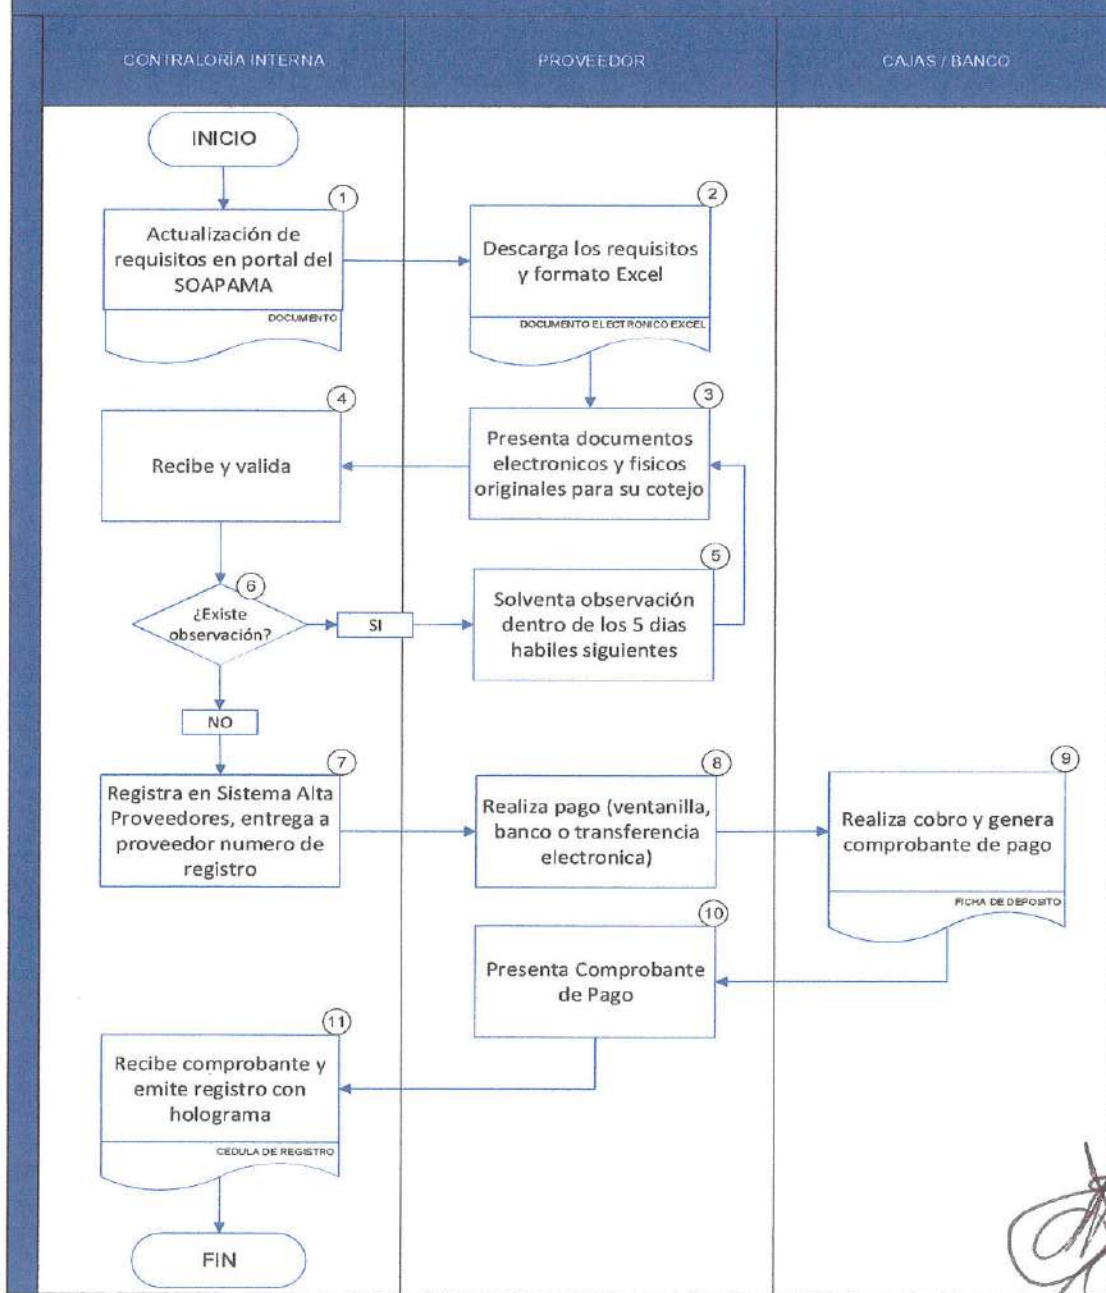 CONTRALORÍA INTERNA
PROVEEDOR
CAJAS / BANCO
INICIO
1
Actualización de
requisitos en portal del
SOAPAMA
DOCUMENTO
2
Descarga los requisitos
y formato Excel
DOCUMENTO ELECTRONICO EXCEL
4
Recibe y valida
3
Presenta documentos
electronicos y fisicos
originales para su cotejo
6
¿Existe
observación?
SI
5
Solventa observación
dentro de los 5 dias
habiles siguientes
NO
7
Registra en Sistema Alta
Proveedores, entrega a
proveedor numero de
registro
8
Realiza pago (ventanilla,
banco o transferencia
electronica)
9
Realiza cobro y genera
comprobante de pago
FICHA DE DEPOSITO
10
Presenta Comprobante
de Pago
11
Recibe comprobante y
emite registro con
holograma
CEDULA DE REGISTRO
FIN